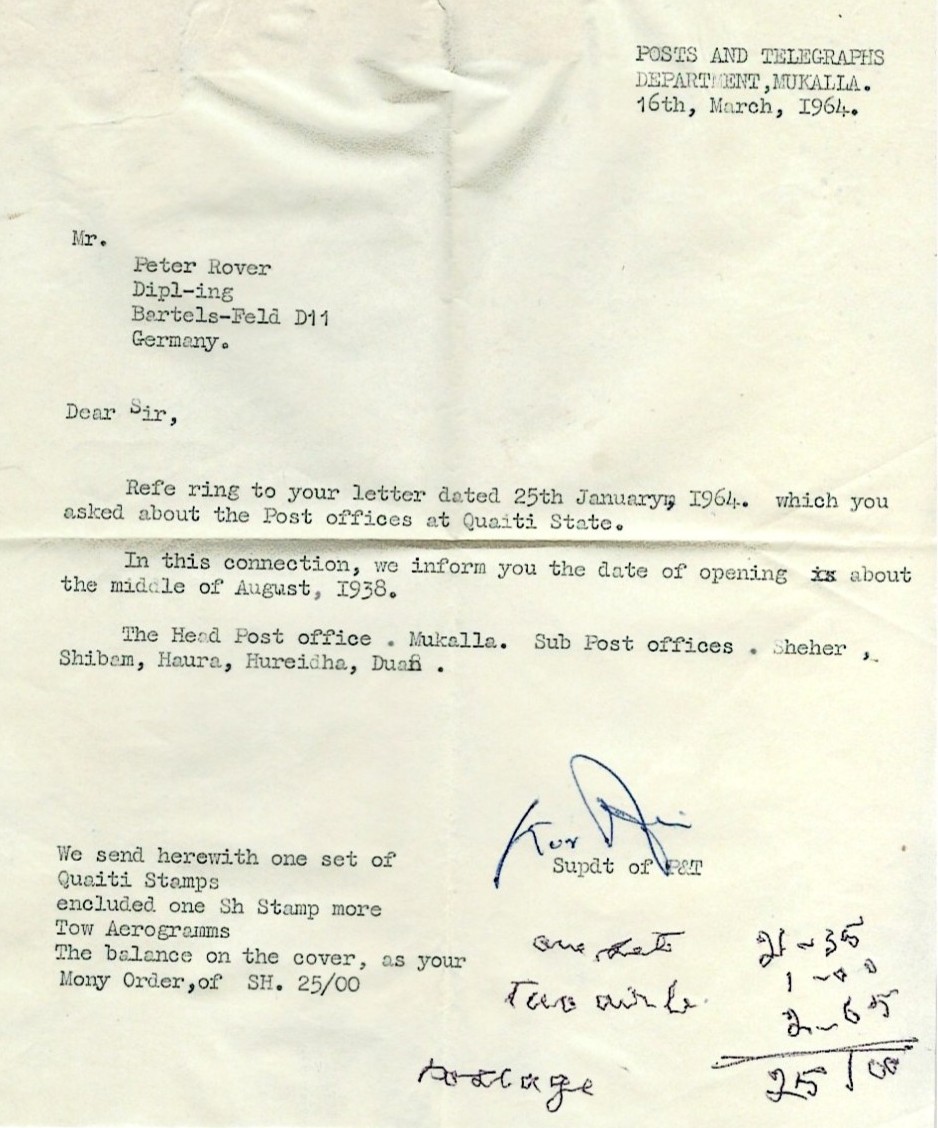 POSTS AND TELEGRAPHS
DEPARTMENT,MUKALLA.
16th, March, I964.
Mr.
Peter Rover
Dipl-ing
Bartels-Feld D11
Germany.
Dear Sir,
Refe ring to your letter dated 25th January, I964. which you
asked about the Post offices at Quaiti State.
In this connection, we inform you the date of opening is about
the middle of August, I938.
The Head Post office . Mukalla. Sub Post offices . Sheher ,
Shibam, Haura, Hureidha, Duan .
Supdt of P&T
We send herewith one set of
Quaiti Stamps
encluded one Sh Stamp more
Tow Aerogramms
The balance on the cover, as your
Mony Order,of SH. 25/00
one set 21-35
Two 1-00
2-65
postage 25/00